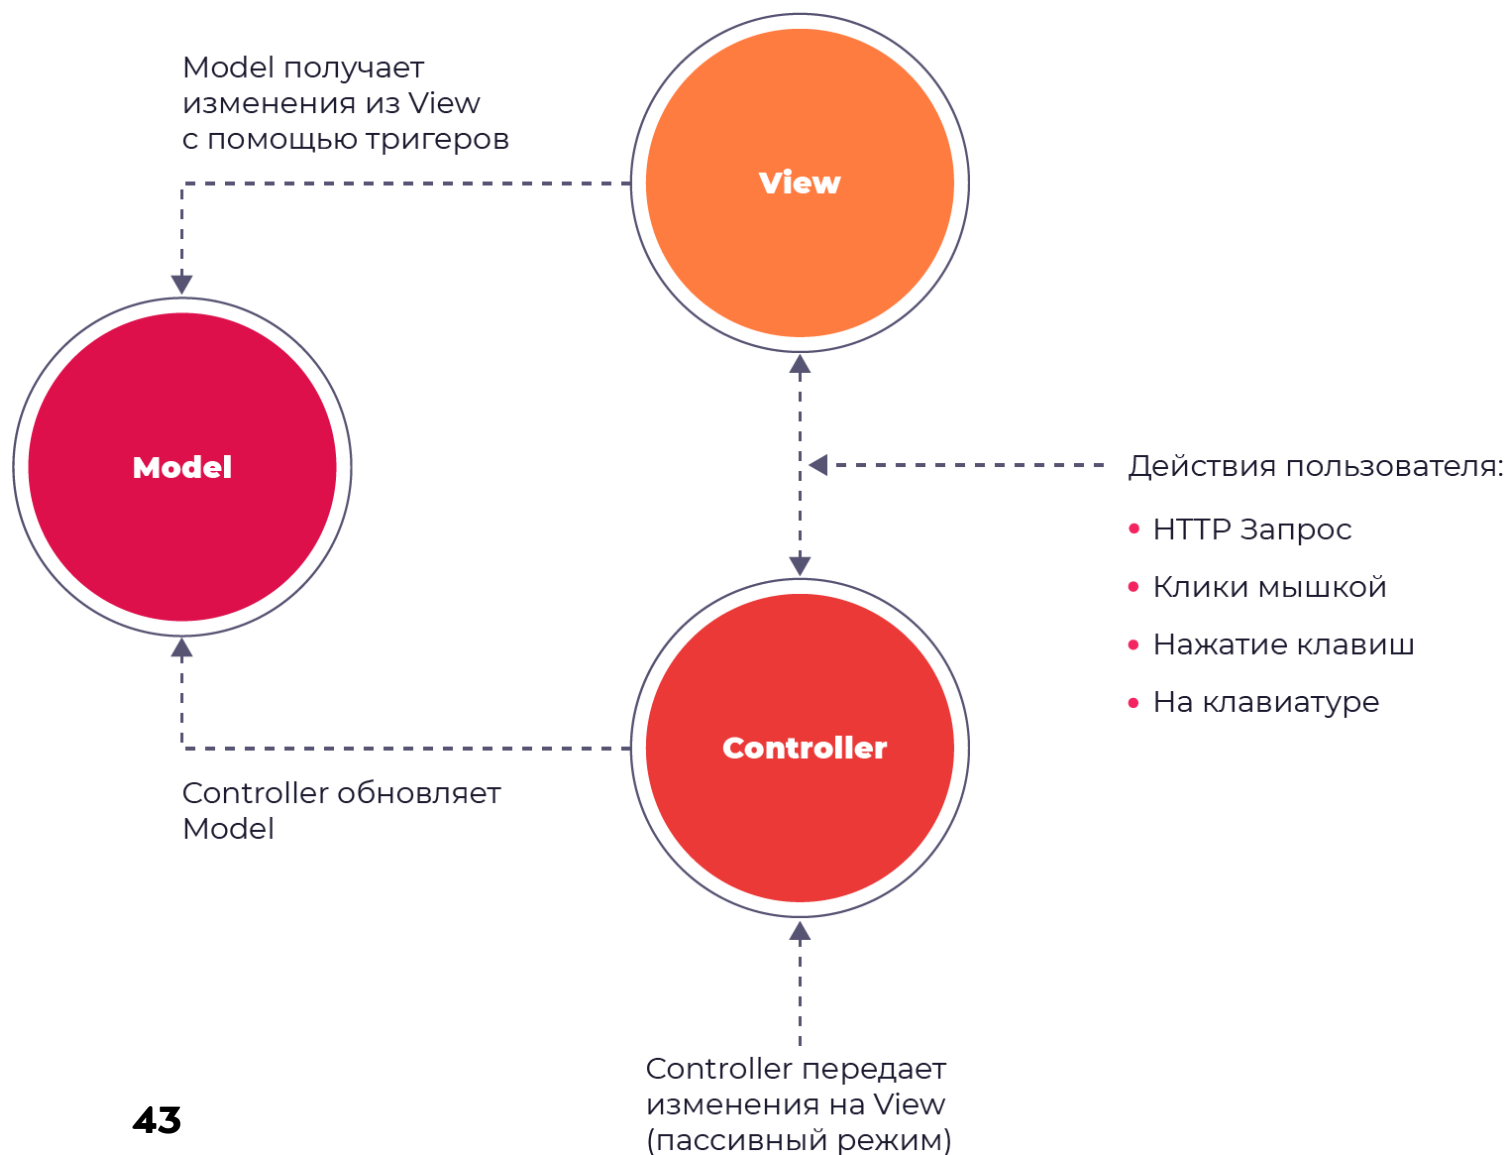 Model получает
изменения из View
с помощью тригеров
View
Model
Действия пользователя:
HTTP Запрос
Клики мышкой
Нажатие клавиш
На клавиатуре
Controller
Controller обновляет
Model
Controller передает
изменения на View
(пассивный режим)
43